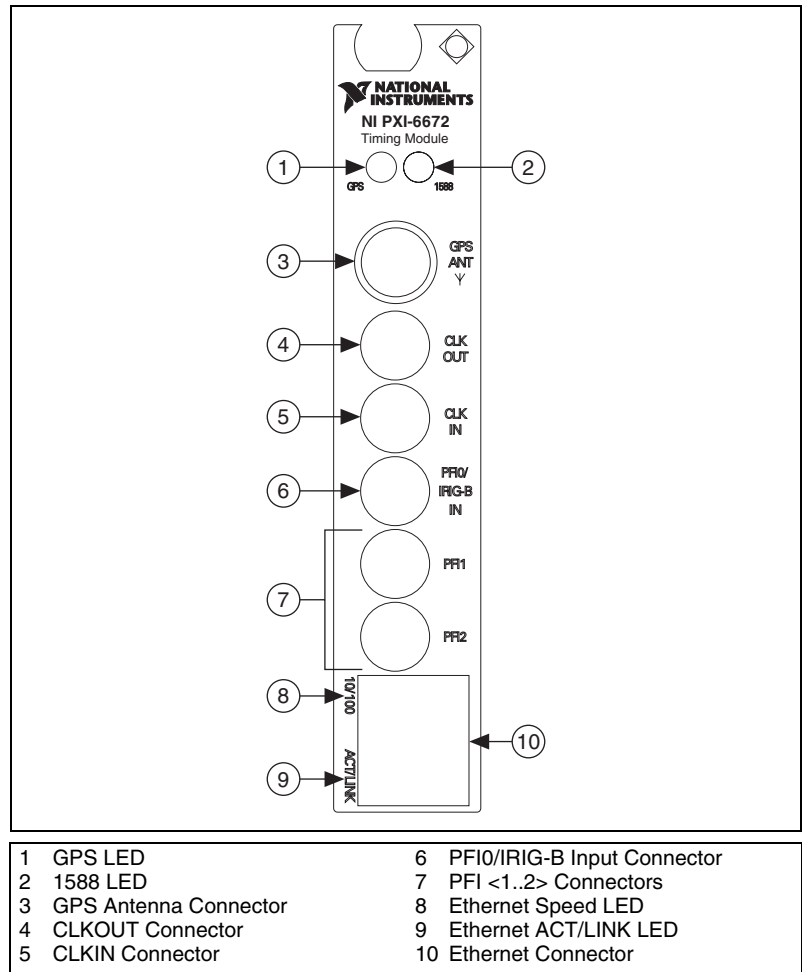 NATIONAL
INSTRUMENTS
NI PXI-6672
Timing Module
1
2
GPS
1588
3
GPS
ANT
4
CLK
OUT
5
CLK
IN
6
PFI0/
IRIG-B
IN
PFI1
7
PFI2
8
10/100
10
9
ACT/LINK
1 GPS LED
2 1588 LED
3 GPS Antenna Connector
4 CLKOUT Connector
5 CLKIN Connector
6 PFI0/IRIG-B Input Connector
7 PFI <1..2> Connectors
8 Ethernet Speed LED
9 Ethernet ACT/LINK LED
10 Ethernet Connector